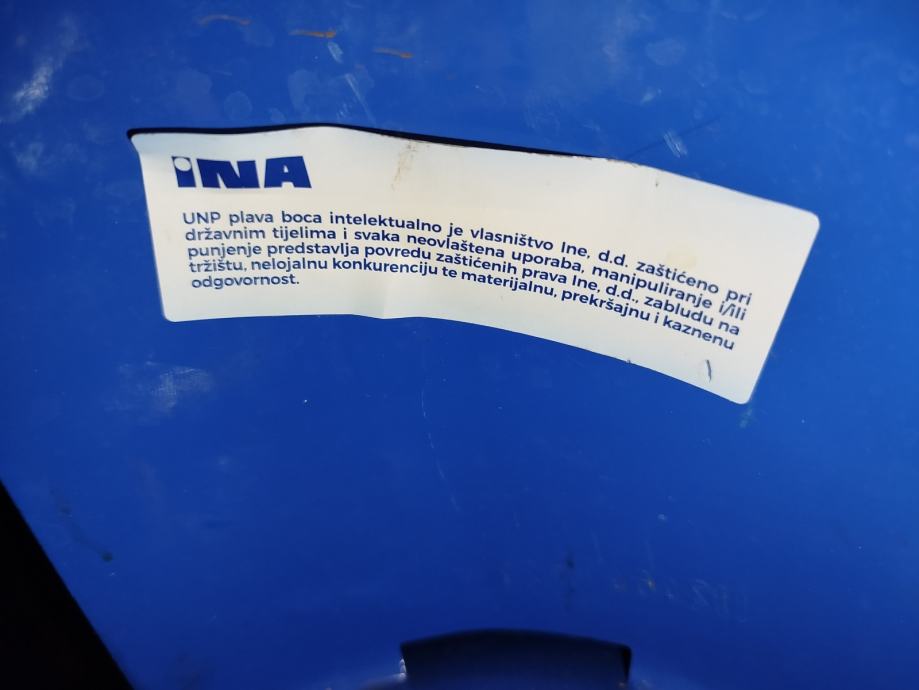 iNA
UNP plava boca intelektualno je vlasništvo Ine, d.d. zaštićeno pri
državnim tijelima i svaka neovlaštena uporaba, manipuliranje i/ili
punjenje predstavlja povredu zaštićenih prava Ine, d.d., zabludu na
tržištu, nelojalnu konkurenciju te materijalnu, prekršajnu i kaznenu
odgovornost.